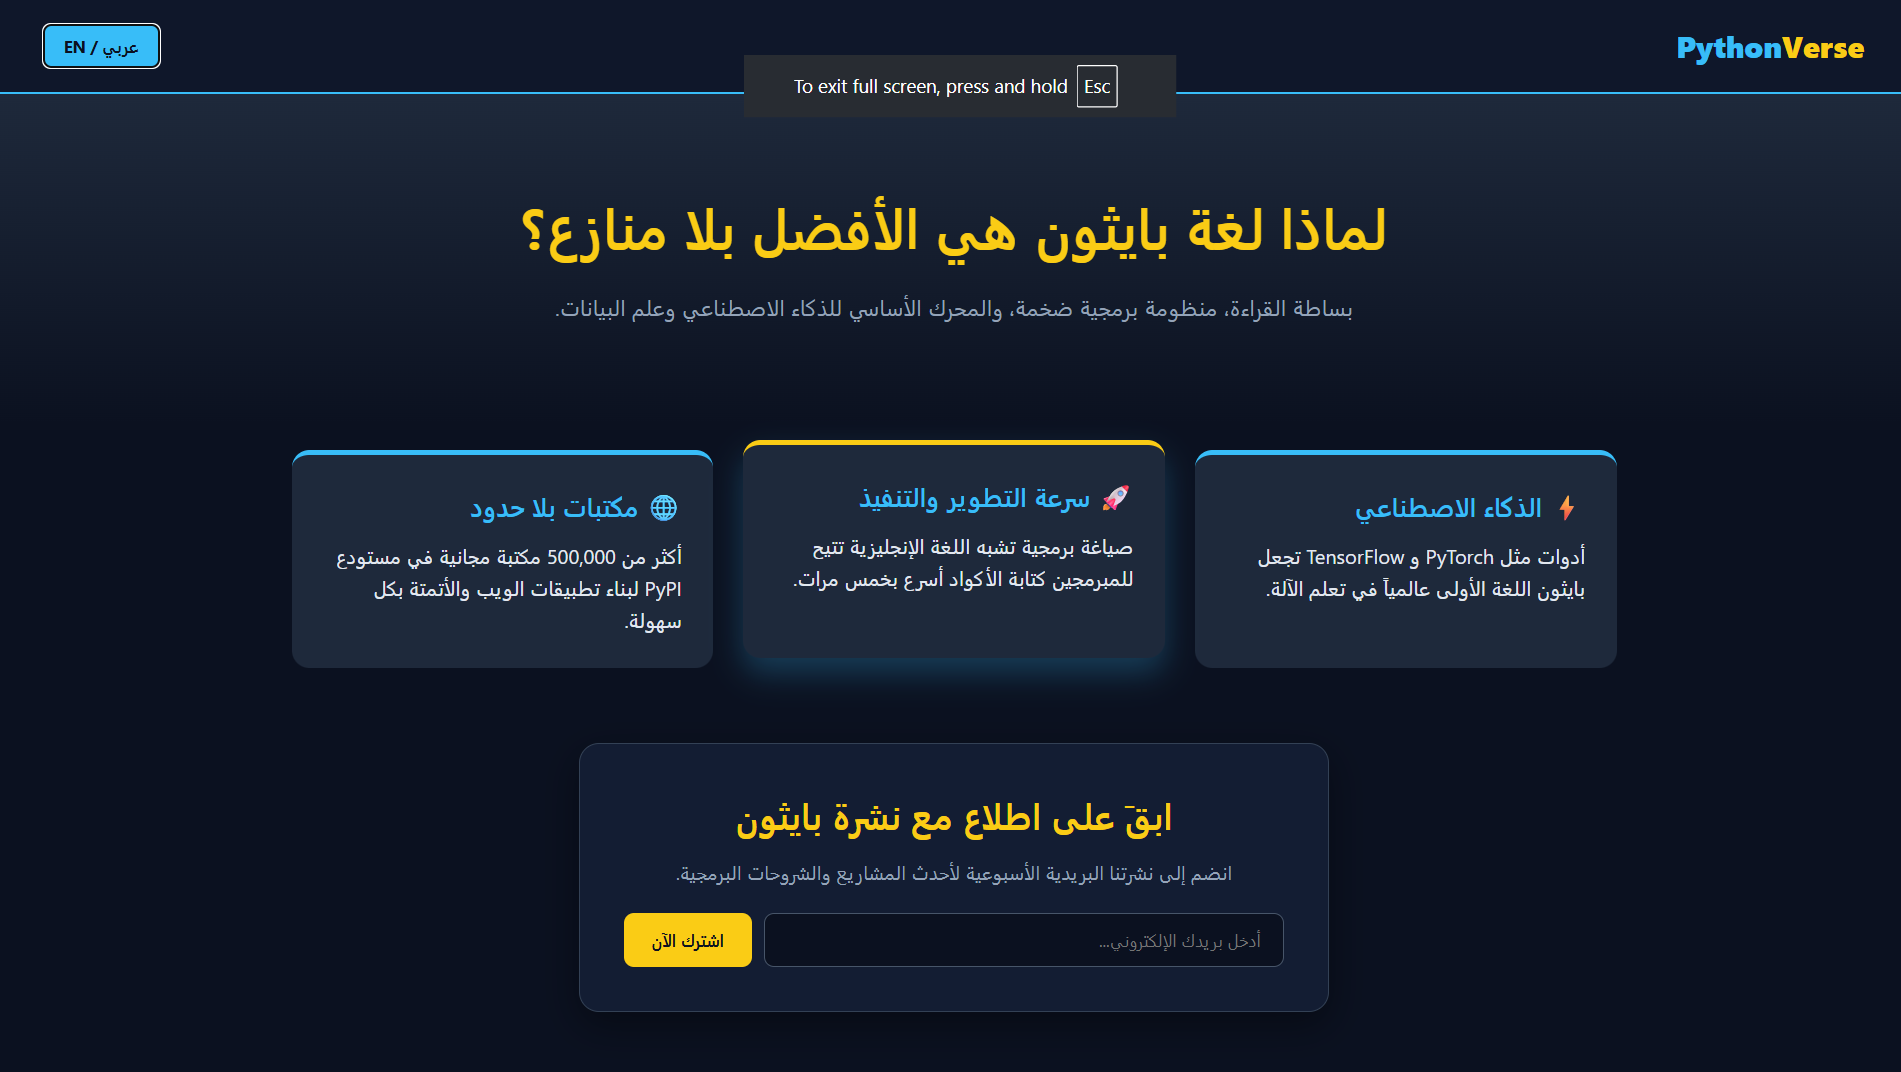 PythonVerse
عربي / EN
To exit full screen, press and hold Esc
لماذا لغة بايثون هي الأفضل بلا منازع؟
بساطة القراءة، منظومة برمجية ضخمة، والمحرك الأساسي للذكاء الاصطناعي وعلم البيانات.
الذكاء الاصطناعي
أدوات مثل PyTorch و TensorFlow تجعل
بايثون اللغة الأولى عالمياً في تعلم الآلة.
سرعة التطوير والتنفيذ
صياغة برمجية تشبه اللغة الإنجليزية تتيح
للمبرمجين كتابة الأكواد أسرع بخمس مرات.
مكتبات بلا حدود
أكثر من 500,000 مكتبة مجانية في مستودع
PyPI لبناء تطبيقات الويب والأتمتة بكل
سهولة.
ابقَ على اطلاع مع نشرة بايثون
انضم إلى نشرتنا البريدية الأسبوعية لأحدث المشاريع والشروحات البرمجية.
أدخل بريدك الإلكتروني...
اشترك الآن